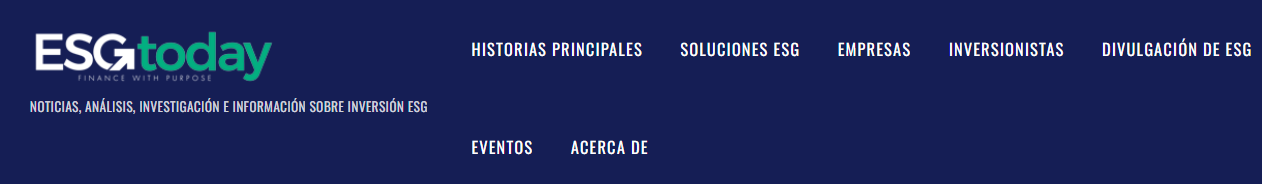 ESGtoday
FINANCE WITH PURPOSE
NOTICIAS, ANÁLISIS, INVESTIGACIÓN E INFORMACIÓN SOBRE INVERSIÓN ESG
HISTORIAS PRINCIPALES SOLUCIONES ESG EMPRESAS INVERSIONISTAS DIVULGACIÓN DE ESG
EVENTOS ACERCA DE